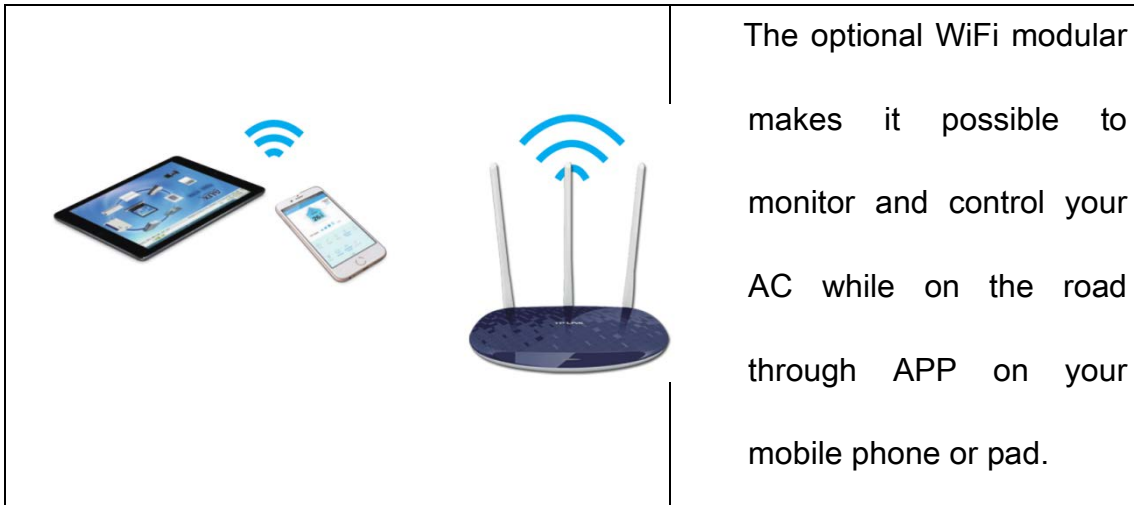 The optional WiFi modular
makes it possible to
monitor and control your
AC while on the road
through APP on your
mobile phone or pad.